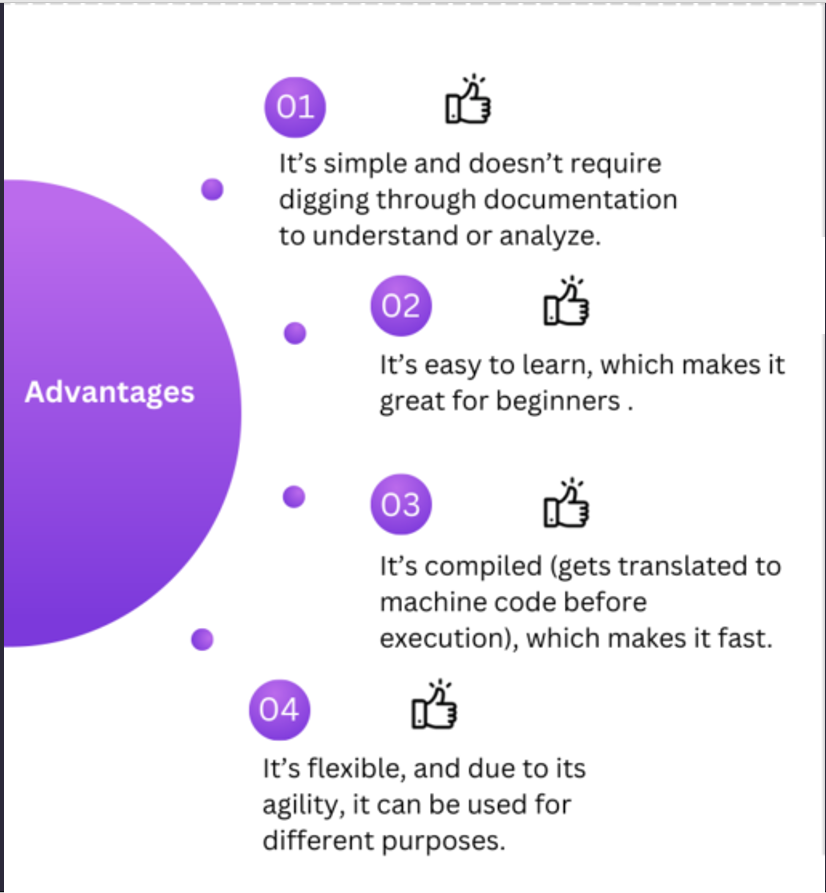 01
It’s simple and doesn’t require
digging through documentation
to understand or analyze.
02
It’s easy to learn, which makes it
great for beginners .
Advantages
03
It’s compiled (gets translated to
machine code before
execution), which makes it fast.
04
It’s flexible, and due to its
agility, it can be used for
different purposes.